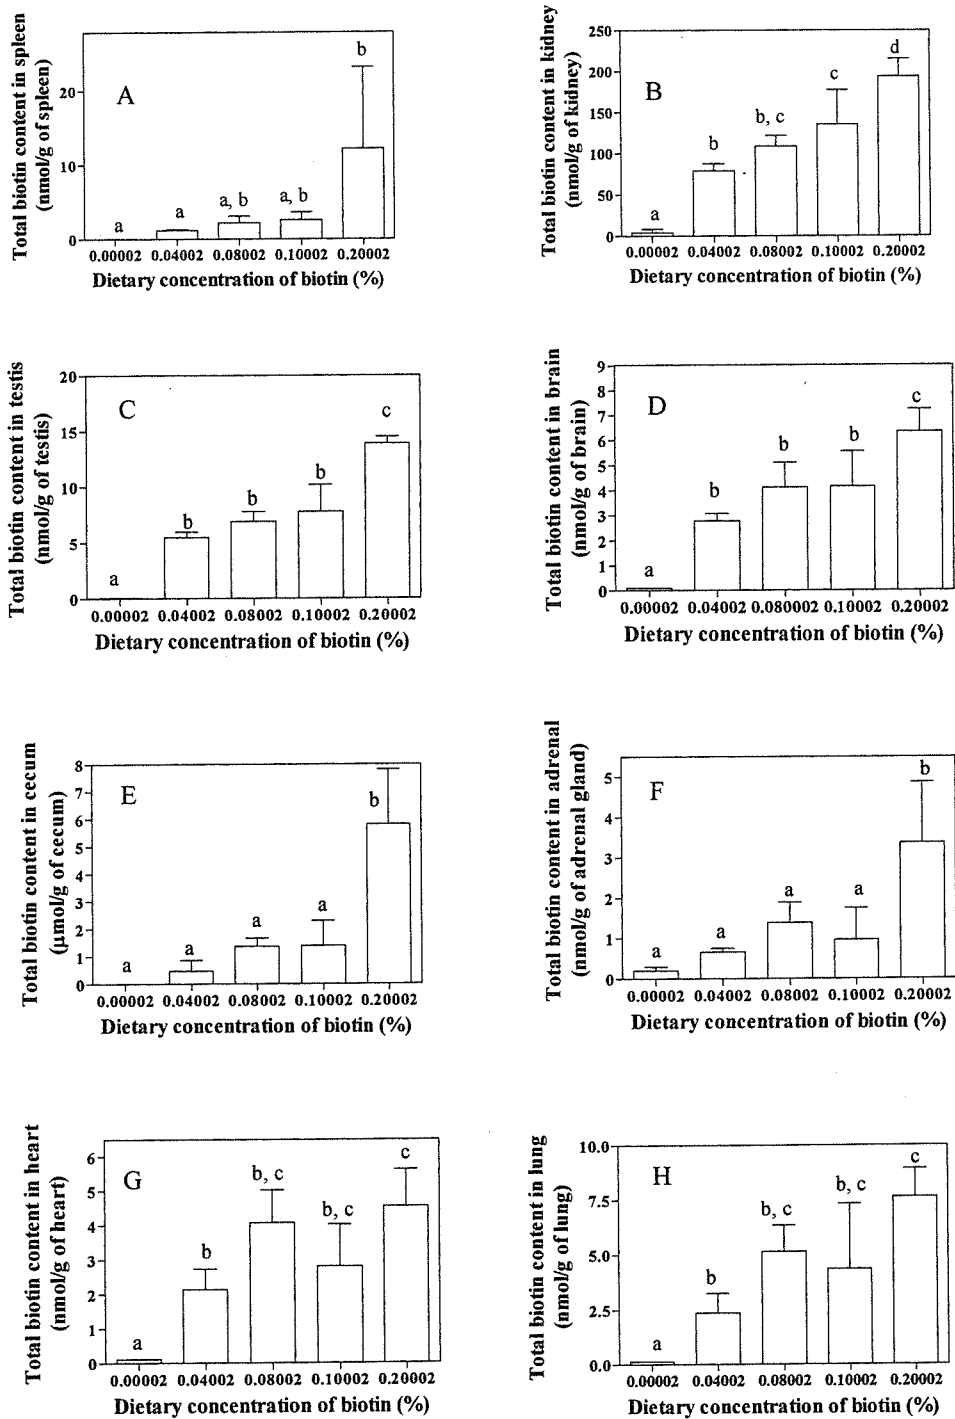 Total biotin content in spleen
(nmol/g of spleen)
A
20
10
0
a
a
a, b
a, b
b
0.00002 0.04002 0.08002 0.10002 0.20002
Dietary concentration of biotin (%)
Total biotin content in kidney
(nmol/g of kidney)
B
250
200
150
100
50
0
a
b
b, c
c
d
0.00002 0.04002 0.08002 0.10002 0.20002
Dietary concentration of biotin (%)
Total biotin content in testis
(nmol/g of testis)
C
20
15
10
5
0
a
b
b
b
c
0.00002 0.04002 0.08002 0.10002 0.20002
Dietary concentration of biotin (%)
Total biotin content in brain
(nmol/g of brain)
D
9
8
7
6
5
4
3
2
1
0
a
b
b
b
c
0.00002 0.04002 0.080002 0.10002 0.20002
Dietary concentration of biotin (%)
Total biotin content in cecum
(µmol/g of cecum)
E
8
7
6
5
4
3
2
1
0
a
a
a
a
b
0.00002 0.04002 0.08002 0.10002 0.20002
Dietary concentration of biotin (%)
Total biotin content in adrenal
(nmol/g of adrenal gland)
F
5
4
3
2
1
0
a
a
a
a
b
0.00002 0.04002 0.08002 0.10002 0.20002
Dietary concentration of biotin (%)
Total biotin content in heart
(nmol/g of heart)
G
6
5
4
3
2
1
0
a
b
b, c
b, c
c
0.00002 0.04002 0.08002 0.10002 0.20002
Dietary concentration of biotin (%)
Total biotin content in lung
(nmol/g of lung)
H
10.0
7.5
5.0
2.5
0.0
a
b
b, c
b, c
c
0.00002 0.04002 0.08002 0.10002 0.20002
Dietary concentration of biotin (%)